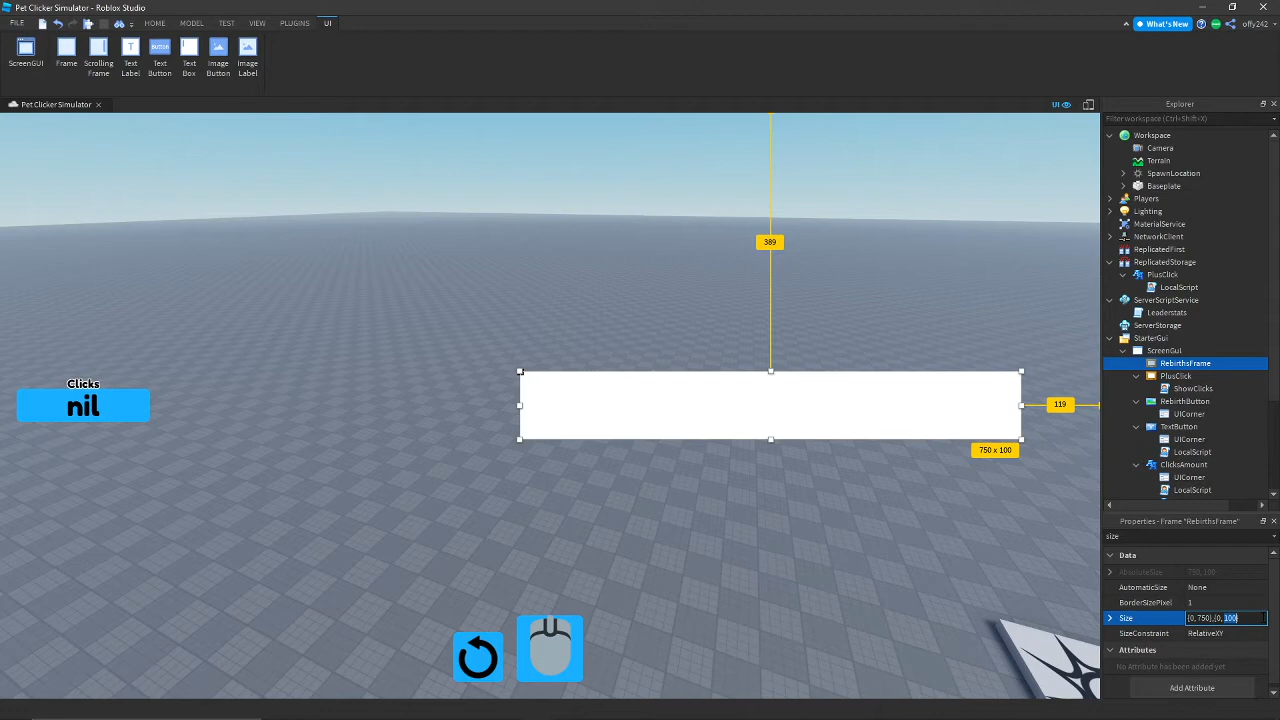 Pet Clicker Simulator - Roblox Studio
FILE HOME MODEL TEST VIEW PLUGINS UI
What's New offy242
ScreenGUI Frame Scrolling Frame Text Label Text Button Text Box Image Button Image Label
Pet Clicker Simulator
UI
389
119
750 x 100
Clicks
nil
Explorer
Filter workspace (Ctrl+Shift+X)
Workspace
Camera
Terrain
SpawnLocation
Baseplate
Players
Lighting
MaterialService
NetworkClient
ReplicatedFirst
ReplicatedStorage
PlusClick
LocalScript
ServerScriptService
Leaderstats
ServerStorage
StarterGui
ScreenGui
RebirthsFrame
PlusClick
ShowClicks
RebirthButton
UICorner
TextButton
UICorner
LocalScript
ClicksAmount
UICorner
LocalScript
Properties - Frame "RebirthsFrame"
size
Data
AbsoluteSize 750, 100
AutomaticSize None
BorderSizePixel 1
Size {0, 750},{0, 100}
SizeConstraint RelativeXY
Attributes
No Attribute has been added yet
Add Attribute